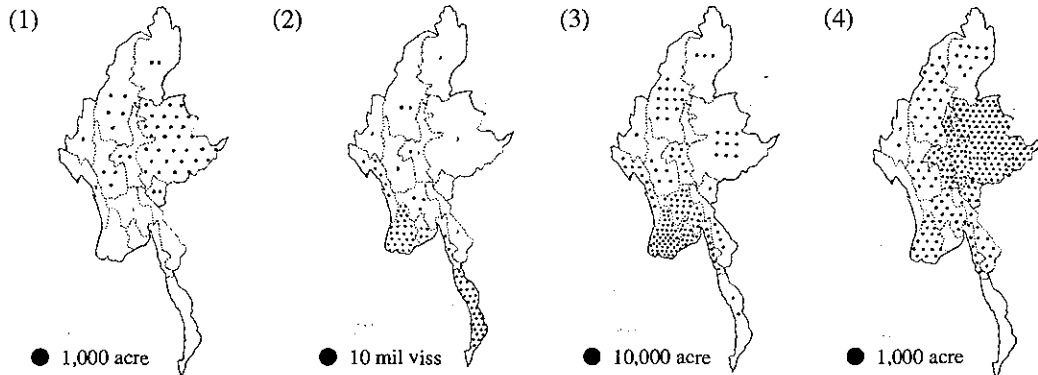 (1)
(2)
(3)
(4)
1,000 acre
10 mil viss
10,000 acre
1,000 acre